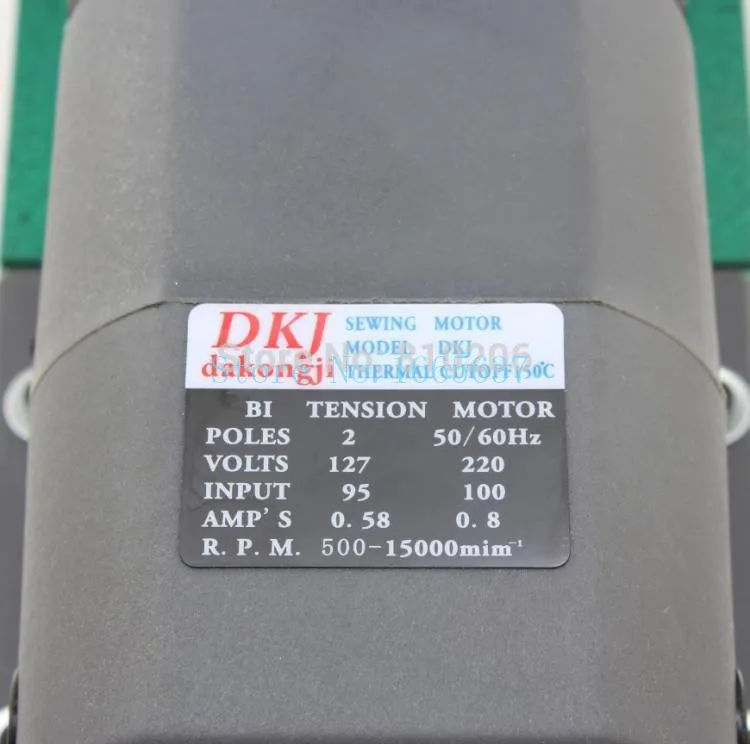 DKJ
dakongji
SEWING MOTOR
MODEL DKJ
THERMAL CUTOFF 150℃
BI TENSION MOTOR
POLES 2 50/60Hz
VOLTS 127 220
INPUT 95 100
AMP'S 0.58 0.8
R.P.M. 500-15000mim⁻¹